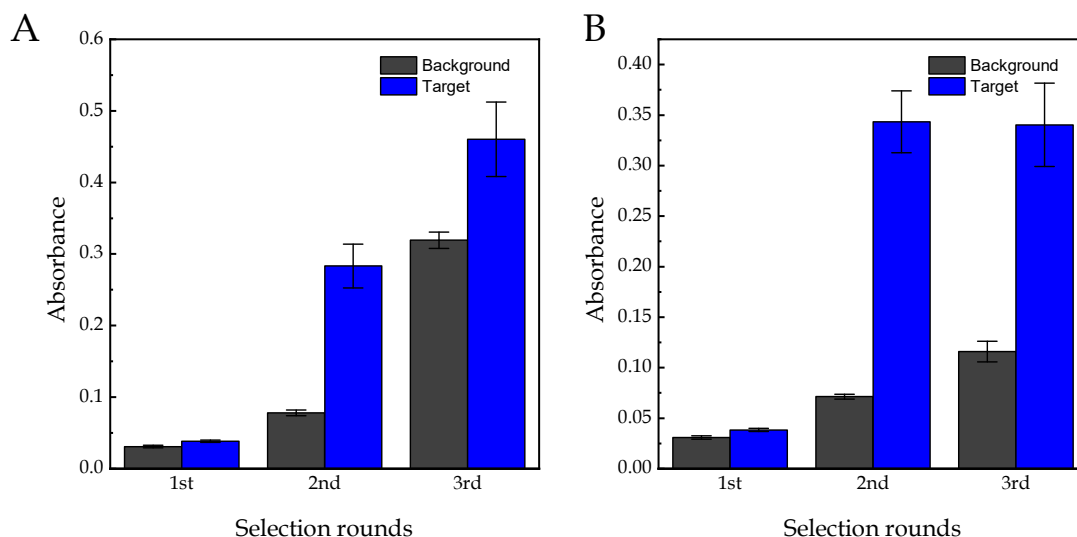 A
Absorbance
0.6
0.5
0.4
0.3
0.2
0.1
0.0
Background
Target
1st 2nd 3rd
Selection rounds
B
Absorbance
0.40
0.35
0.30
0.25
0.20
0.15
0.10
0.05
0.00
Background
Target
1st 2nd 3rd
Selection rounds